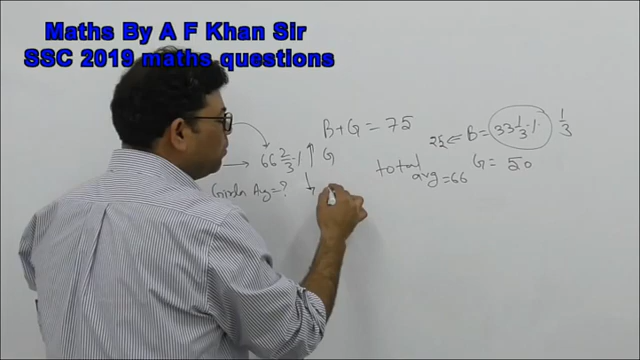 Maths By A F Khan Sir
SSC 2019 maths questions
B+G = 75
25 ⇐ B = 33 1/3 % 1/3
66 2/3 % ↑ G
total avg = 66
G = 50
Girls Avg = ? ↓